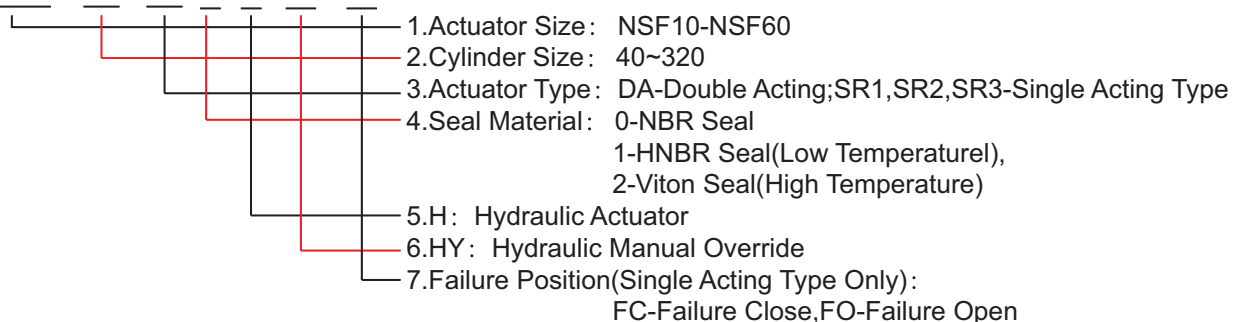 1.Actuator Size： NSF10-NSF60
2.Cylinder Size： 40~320
3.Actuator Type： DA-Double Acting;SR1,SR2,SR3-Single Acting Type
4.Seal Material： 0-NBR Seal
1-HNBR Seal(Low Temperaturel),
2-Viton Seal(High Temperature)
5.H： Hydraulic Actuator
6.HY： Hydraulic Manual Override
7.Failure Position(Single Acting Type Only)：
FC-Failure Close,FO-Failure Open